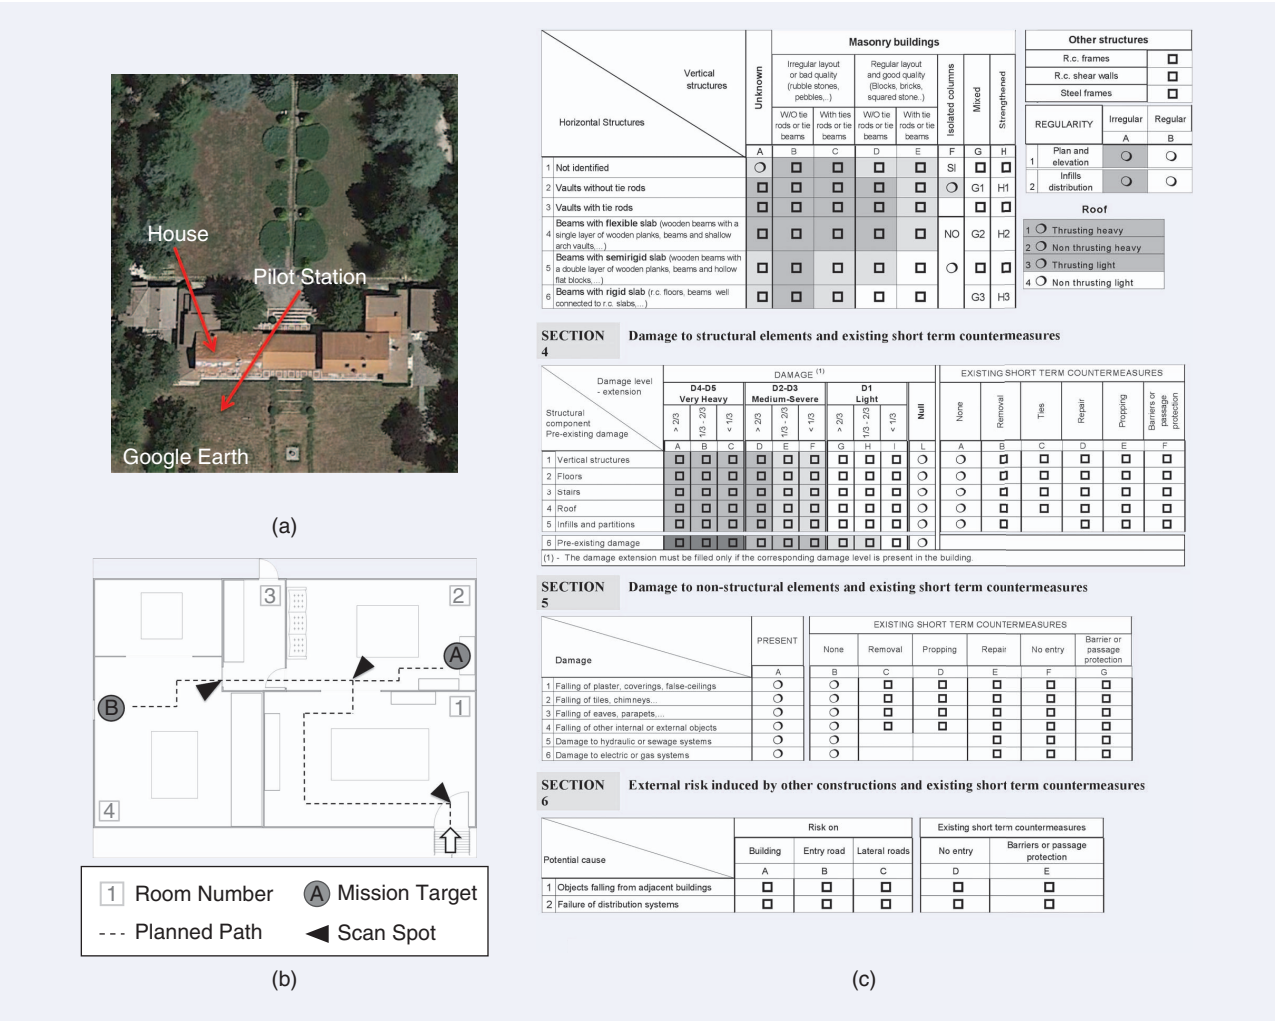 House
Pilot Station
Google Earth
(a)
3
2
A
B
1
4
1 Room Number
A Mission Target
Planned Path
Scan Spot
(b)
Vertical structures
Horizontal Structures
Unknown
Masonry buildings
Irregular layout or bad quality (rubble stones, pebbles,..)
Regular layout and good quality (Blocks, bricks, squared stone..)
W/O tie rods or tie beams
With ties rods or tie beams
W/O tie rods or tie beams
With tie rods or tie beams
Isolated columns
Mixed
Strengthened
A B C D E F G H
1 Not identified SI
2 Vaults without tie rods G1 H1
3 Vaults with tie rods
4 Beams with flexible slab (wooden beams with a single layer of wooden planks, beams and shallow arch vaults,...) NO G2 H2
5 Beams with semirigid slab (wooden beams with a double layer of wooden planks, beams and hollow flat blocks,...)
6 Beams with rigid slab (r.c. floors, beams well connected to r.c. slabs,...) G3 H3
Other structures
R.c. frames
R.c. shear walls
Steel frames
REGULARITY Irregular Regular
A B
1 Plan and elevation
2 Infills distribution
Roof
1 Thrusting heavy
2 Non thrusting heavy
3 Thrusting light
4 Non thrusting light
SECTION 4 Damage to structural elements and existing short term countermeasures
Damage level - extension
Structural component
Pre-existing damage
DAMAGE (1)
D4-D5 Very Heavy
D2-D3 Medium-Severe
D1 Light
> 2/3 1/3 - 2/3 < 1/3 > 2/3 1/3 - 2/3 < 1/3 > 2/3 1/3 - 2/3 < 1/3
Null
A B C D E F G H I L
EXISTING SHORT TERM COUNTERMEASURES
None
Removal
Ties
Repair
Propping
Barriers or passage protection
A B C D E F
1 Vertical structures
2 Floors
3 Stairs
4 Roof
5 Infills and partitions
6 Pre-existing damage
(1) - The damage extension must be filled only if the corresponding damage level is present in the building.
SECTION 5 Damage to non-structural elements and existing short term countermeasures
Damage
PRESENT
A
EXISTING SHORT TERM COUNTERMEASURES
None Removal Propping Repair No entry Barrier or passage protection
B C D E F G
1 Falling of plaster, coverings, false-ceilings
2 Falling of tiles, chimneys...
3 Falling of eaves, parapets,...
4 Falling of other internal or external objects
5 Damage to hydraulic or sewage systems
6 Damage to electric or gas systems
SECTION 6 External risk induced by other constructions and existing short term countermeasures
Potential cause
Risk on
Building Entry road Lateral roads
A B C
Existing short term countermeasures
No entry Barriers or passage protection
D E
1 Objects falling from adjacent buildings
2 Failure of distribution systems
(c)